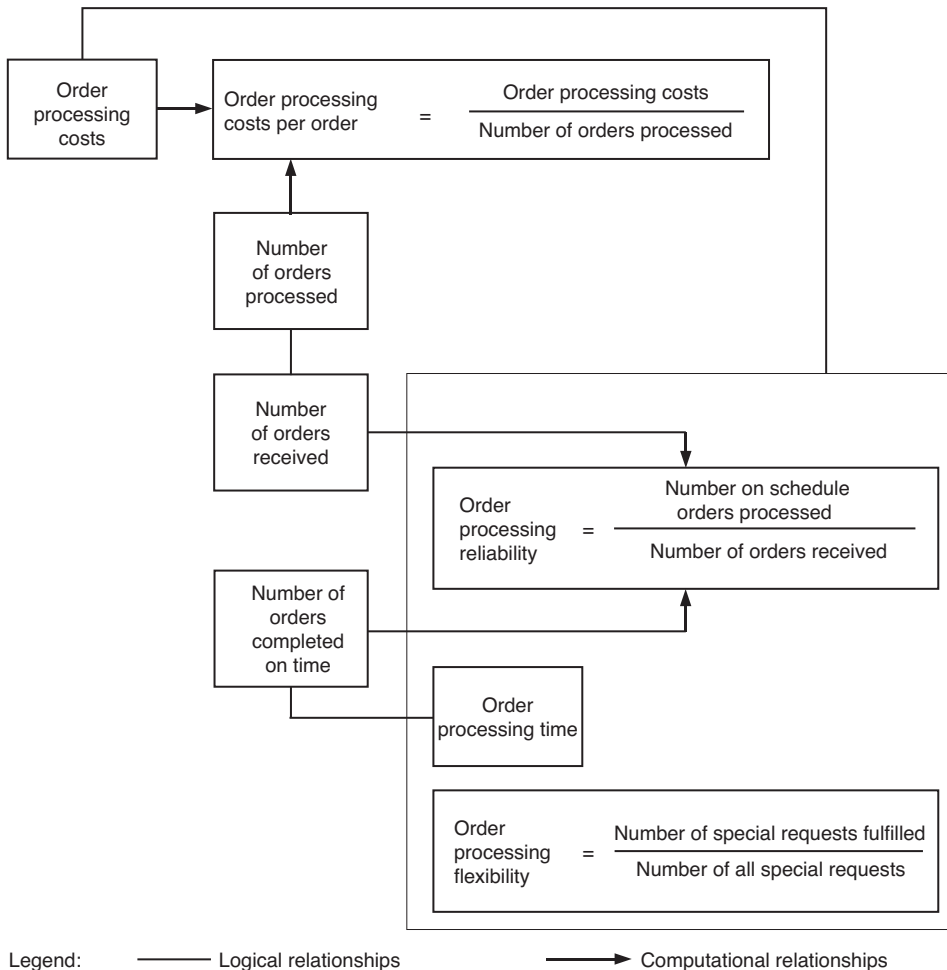 Order
processing
costs
Order processing
costs per order
=
Order processing costs
Number of orders processed
Number
of orders
processed
Number
of orders
received
Order
processing
reliability
=
Number on schedule
orders processed
Number of orders received
Number of
orders
completed
on time
Order
processing time
Order
processing
flexibility
=
Number of special requests fulfilled
Number of all special requests
Legend:
Logical relationships
Computational relationships